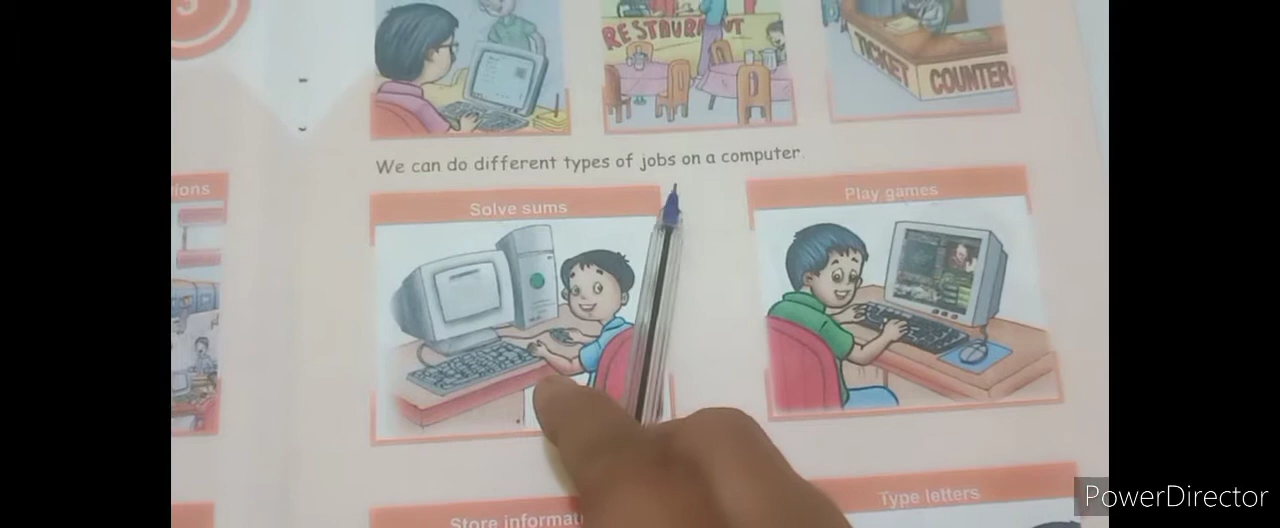 RESTAURANT
TICKET
COUNTER
We can do different types of jobs on a computer.
Solve sums
Play games
Type letters
Store
PowerDirector